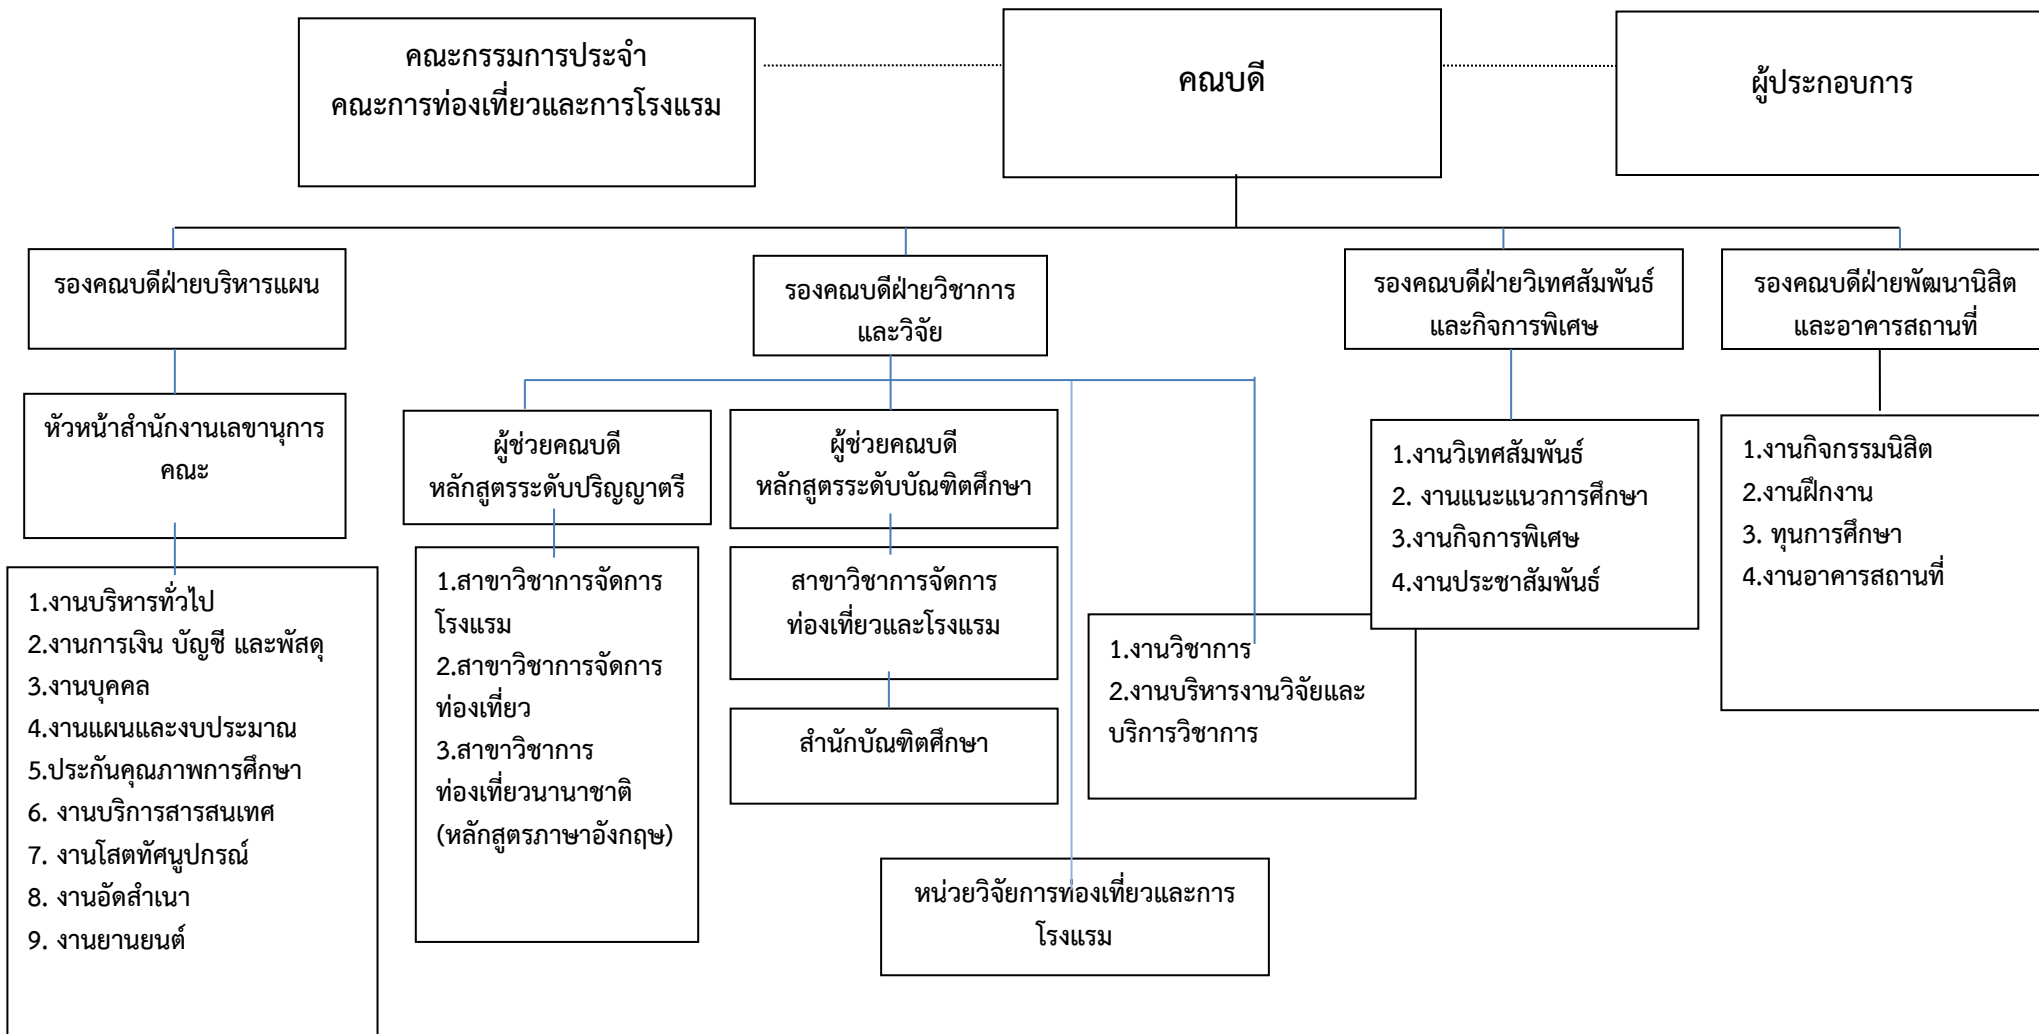 คณะกรรมการประจำ
คณะการท่องเที่ยวและการโรงแรม
คณบดี
ผู้ประกอบการ
รองคณบดีฝ่ายบริหารแผน
รองคณบดีฝ่ายวิชาการ
และวิจัย
รองคณบดีฝ่ายวิเทศสัมพันธ์
และกิจการพิเศษ
รองคณบดีฝ่ายพัฒนานิสิต
และอาคารสถานที่
หัวหน้าสำนักงานเลขานุการ
คณะ
ผู้ช่วยคณบดี
หลักสูตรระดับปริญญาตรี
ผู้ช่วยคณบดี
หลักสูตรระดับบัณฑิตศึกษา
1.งานวิเทศสัมพันธ์
2. งานแนะแนวการศึกษา
3.งานกิจการพิเศษ
4.งานประชาสัมพันธ์
1.งานกิจกรรมนิสิต
2.งานฝึกงาน
3. ทุนการศึกษา
4.งานอาคารสถานที่
1.งานบริหารทั่วไป
2.งานการเงิน บัญชี และพัสดุ
3.งานบุคคล
4.งานแผนและงบประมาณ
5.ประกันคุณภาพการศึกษา
6. งานบริการสารสนเทศ
7. งานโสตทัศนูปกรณ์
8. งานอัดสำเนา
9. งานยานยนต์
1.สาขาวิชาการจัดการ
โรงแรม
2.สาขาวิชาการจัดการ
ท่องเที่ยว
3.สาขาวิชาการ
ท่องเที่ยวนานาชาติ
(หลักสูตรภาษาอังกฤษ)
สาขาวิชาการจัดการ
ท่องเที่ยวและโรงแรม
สำนักบัณฑิตศึกษา
1.งานวิชาการ
2.งานบริหารงานวิจัยและ
บริการวิชาการ
หน่วยวิจัยการท่องเที่ยวและการ
โรงแรม